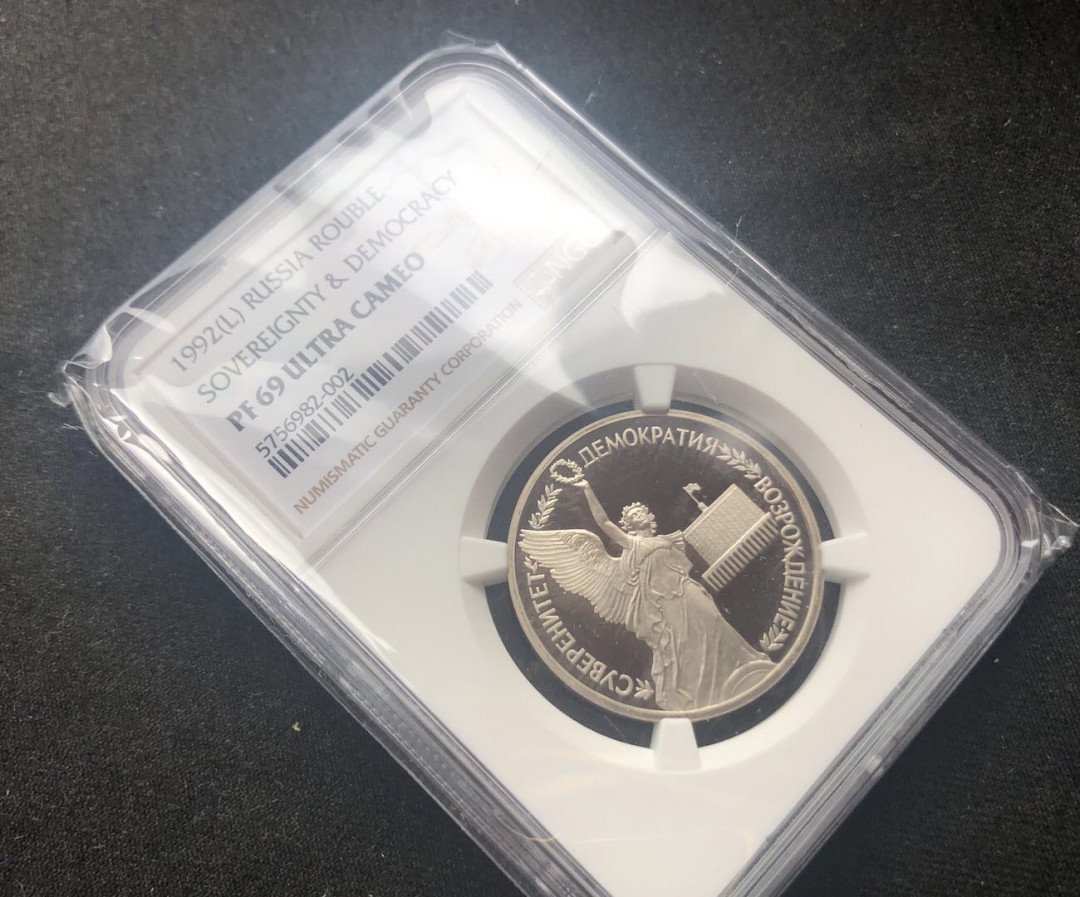 1992(L) RUSSIA ROUBLE
SOVEREIGNTY & DEMOCRACY
PF 69 ULTRA CAMEO
5756982-002
NUMISMATIC GUARANTY CORPORATION
NGC
СУВЕРЕНИТЕТ
ДЕМОКРАТИЯ
ВОЗРОЖДЕНИЕ